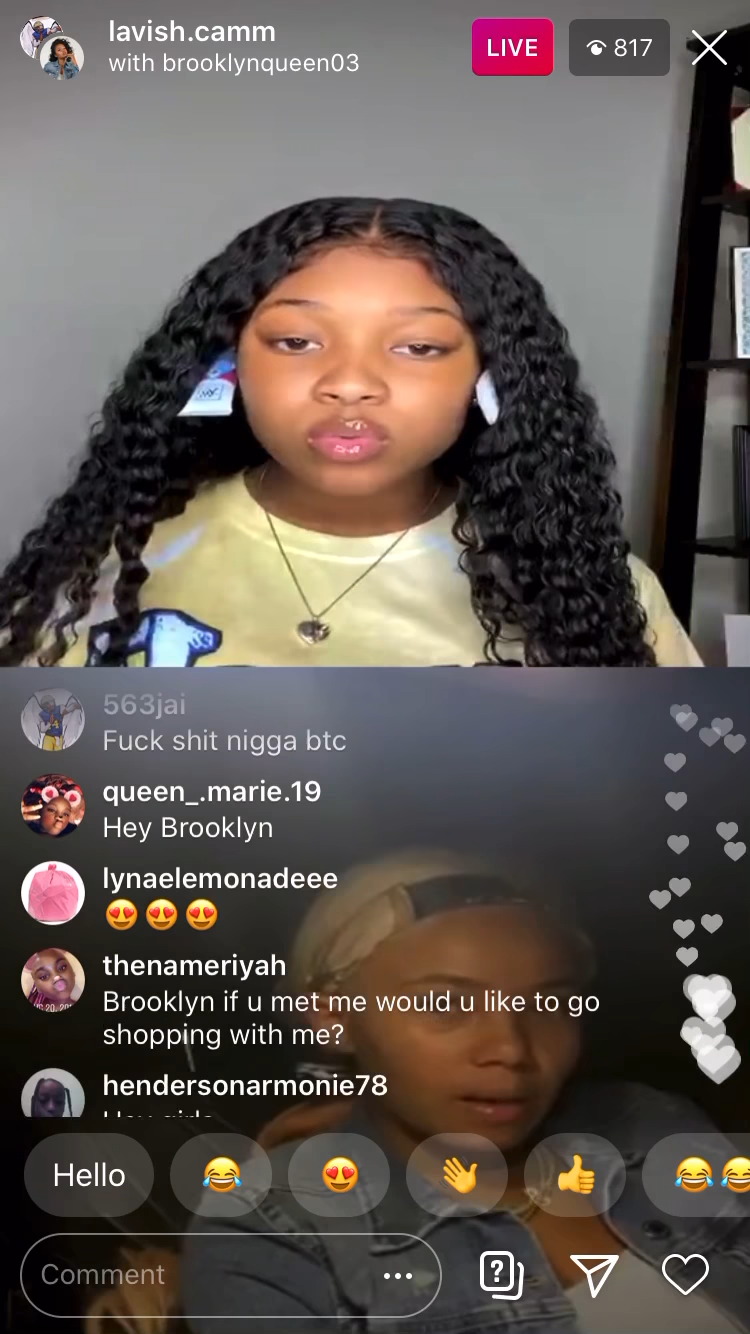 lavish.camm
with brooklynqueen03
LIVE
817
563jai
Fuck shit nigga btc
queen_.marie.19
Hey Brooklyn
lynaelemonadeee
😍😍😍
thenameriyah
Brooklyn if u met me would u like to go
shopping with me?
hendersonarmonie78
Hello
Comment